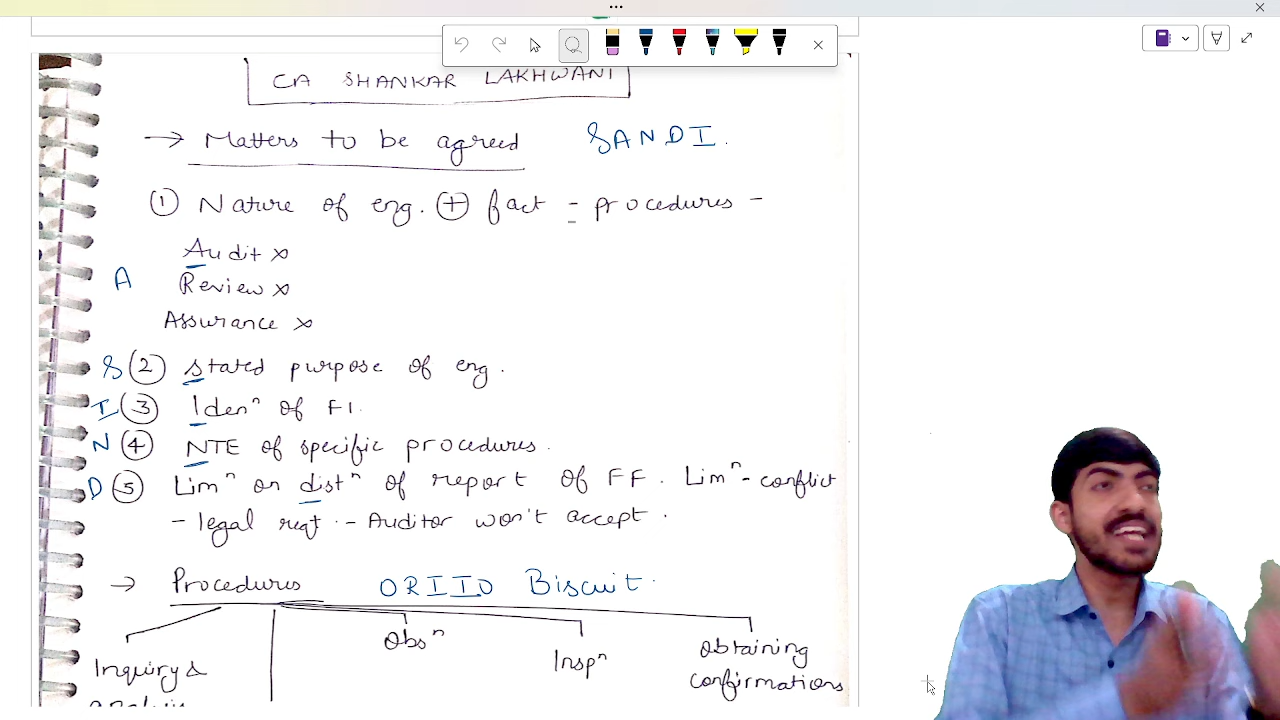 CA SHANKAR LAKHWANI
→ Matters to be agreed SANDI.
① Nature of eng. ⊕ fact - procedures -
Audit x
A Review x
Assurance x
S ② stated purpose of eng.
I ③ Idenⁿ of FI.
N ④ NTE of specific procedures.
D ⑤ Limⁿ on distⁿ of report of FF. Limⁿ - conflict
- legal reqt. - Auditor won't accept.
→ Procedures ORIIO Biscuit.
Obsⁿ
Inspⁿ
Obtaining
confirmations
Inquiry &